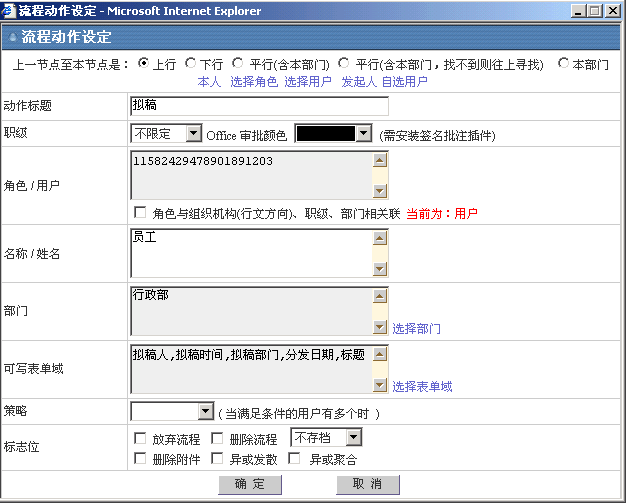 流程动作设定 - Microsoft Internet Explorer
流程动作设定
上一节点至本节点是： 上行 下行 平行(含本部门) 平行(含本部门，找不到则往上寻找) 本部门
本人 选择角色 选择用户 发起人 自选用户
动作标题 拟稿
职级 不限定 Office 审批颜色 (需安装签名批注插件)
角色 / 用户 11582429478901891203
角色与组织机构(行文方向)、职级、部门相关联 当前为：用户
名称 / 姓名 员工
部门 行政部 选择部门
可写表单域 拟稿人,拟稿时间,拟稿部门,分发日期,标题 选择表单域
策略 ( 当满足条件的用户有多个时 )
标志位 放弃流程 删除流程 不存档
删除附件 异或发散 异或聚合
确 定 取 消